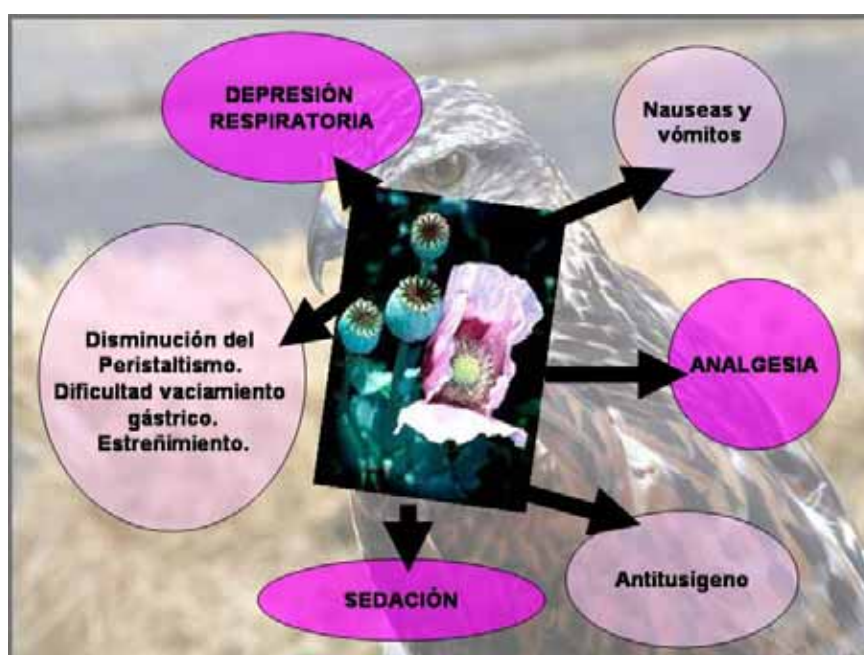 DEPRESIÓN
RESPIRATORIA
Nauseas y
vómitos
Disminución del
Peristaltismo.
Dificultad vaciamiento
gástrico.
Estreñimiento.
ANALGESIA
SEDACIÓN
Antitusigeno